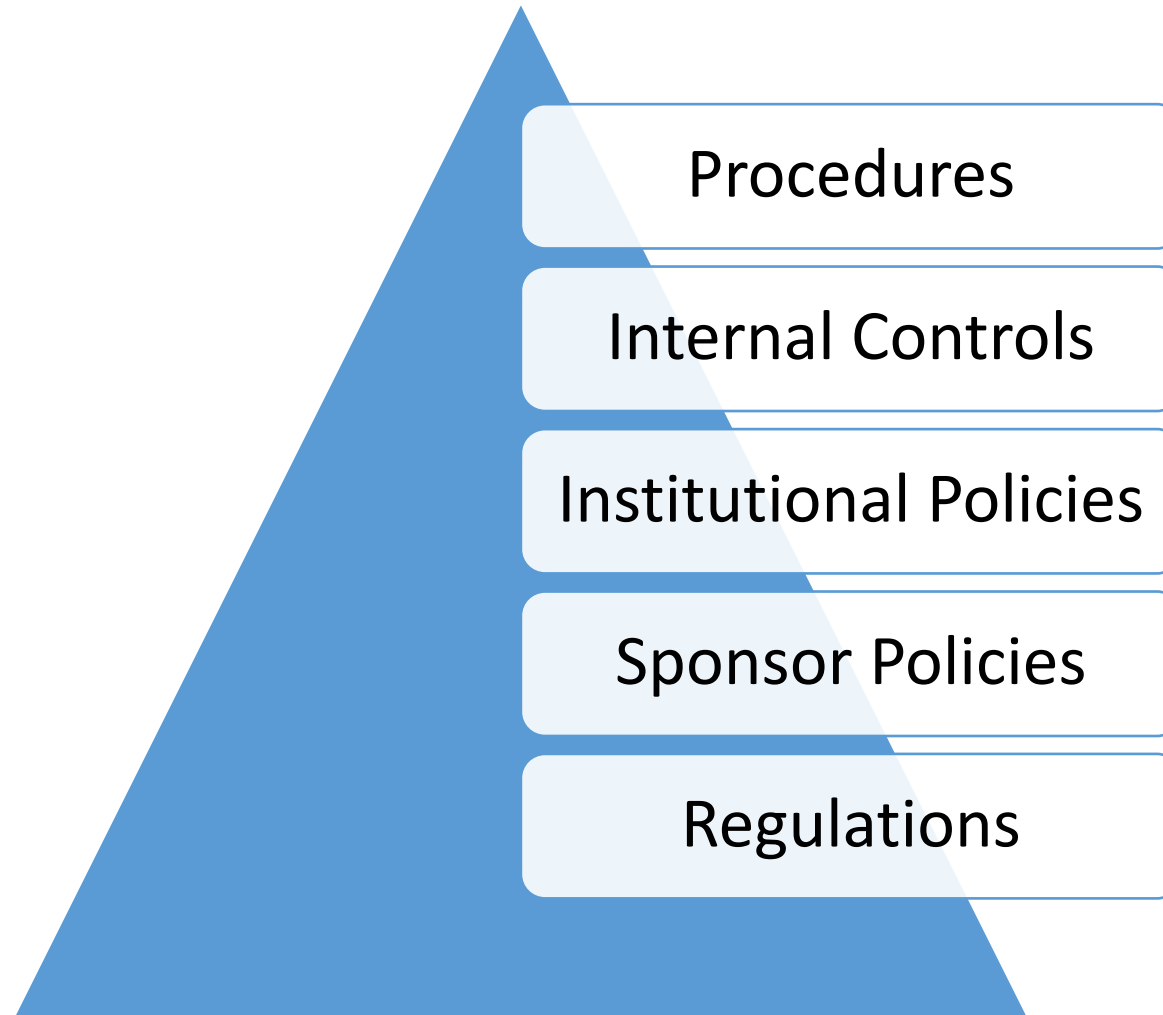 Procedures
Internal Controls
Institutional Policies
Sponsor Policies
Regulations